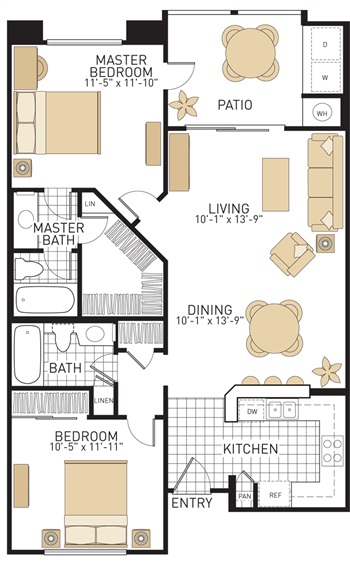 MASTER
BEDROOM
11'-5" x 11'-10"
D
W
WH
PATIO
LIN
MASTER
BATH
LIVING
10'-1" x 13'-9"
DINING
10'-1" x 13'-9"
BATH
LINEN
BEDROOM
10'-5" x 11'-11"
DW
KITCHEN
ENTRY
PAN
REF